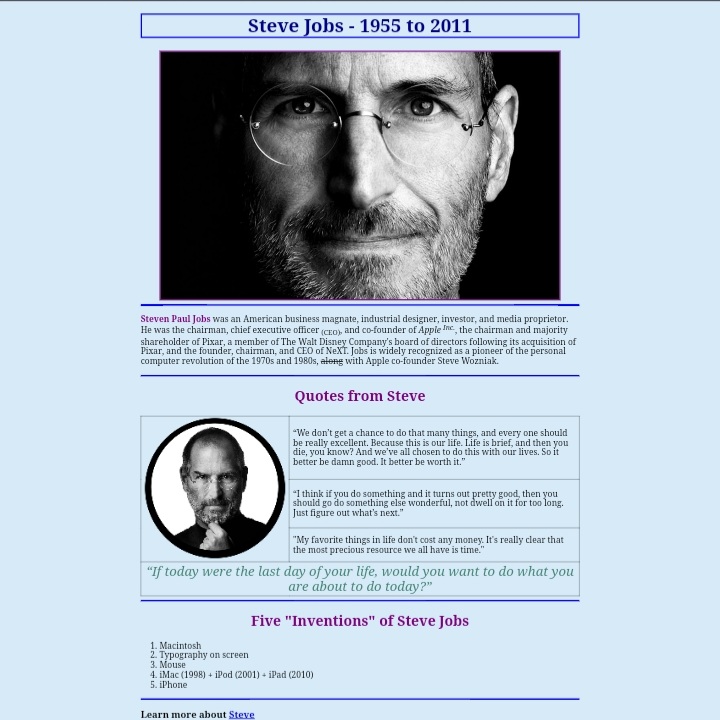 Steve Jobs - 1955 to 2011
Steven Paul Jobs was an American business magnate, industrial designer, investor, and media proprietor.
He was the chairman, chief executive officer (CEO), and co-founder of Apple Inc., the chairman and majority
shareholder of Pixar, a member of The Walt Disney Company's board of directors following its acquisition of
Pixar, and the founder, chairman, and CEO of NeXT. Jobs is widely recognized as a pioneer of the personal
computer revolution of the 1970s and 1980s, along with Apple co-founder Steve Wozniak.
Quotes from Steve
“We don’t get a chance to do that many things, and every one should
be really excellent. Because this is our life. Life is brief, and then you
die, you know? And we’ve all chosen to do this with our lives. So it
better be damn good. It better be worth it.”
“I think if you do something and it turns out pretty good, then you
should go do something else wonderful, not dwell on it for too long.
Just figure out what’s next.”
"My favorite things in life don't cost any money. It's really clear that
the most precious resource we all have is time."
“If today were the last day of your life, would you want to do what you
are about to do today?”
Five "Inventions" of Steve Jobs
1. Macintosh
2. Typography on screen
3. Mouse
4. iMac (1998) + iPod (2001) + iPad (2010)
5. iPhone
Learn more about Steve